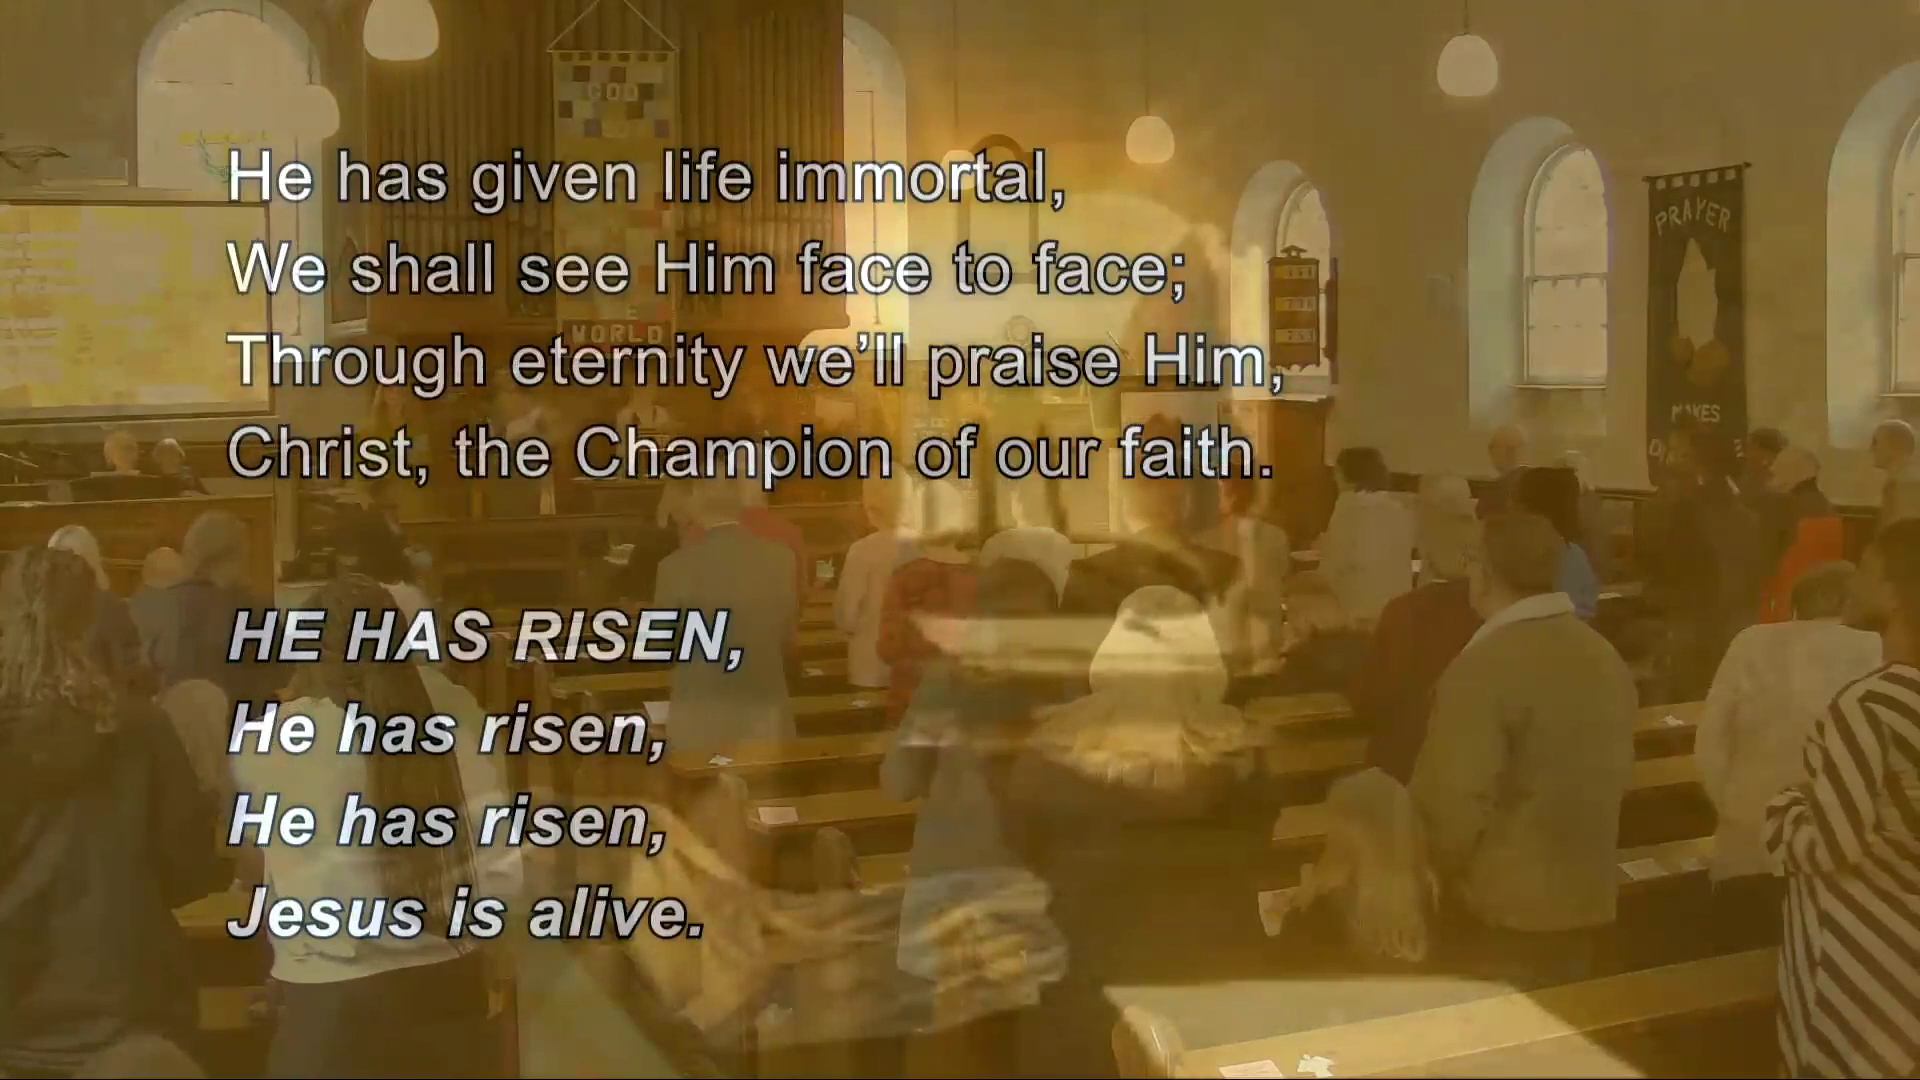 He has given life immortal,
We shall see Him face to face;
Through eternity we'll praise Him,
Christ, the Champion of our faith.
HE HAS RISEN,
He has risen,
He has risen,
Jesus is alive.
GOD
WORLD
PRAYER
MAKES